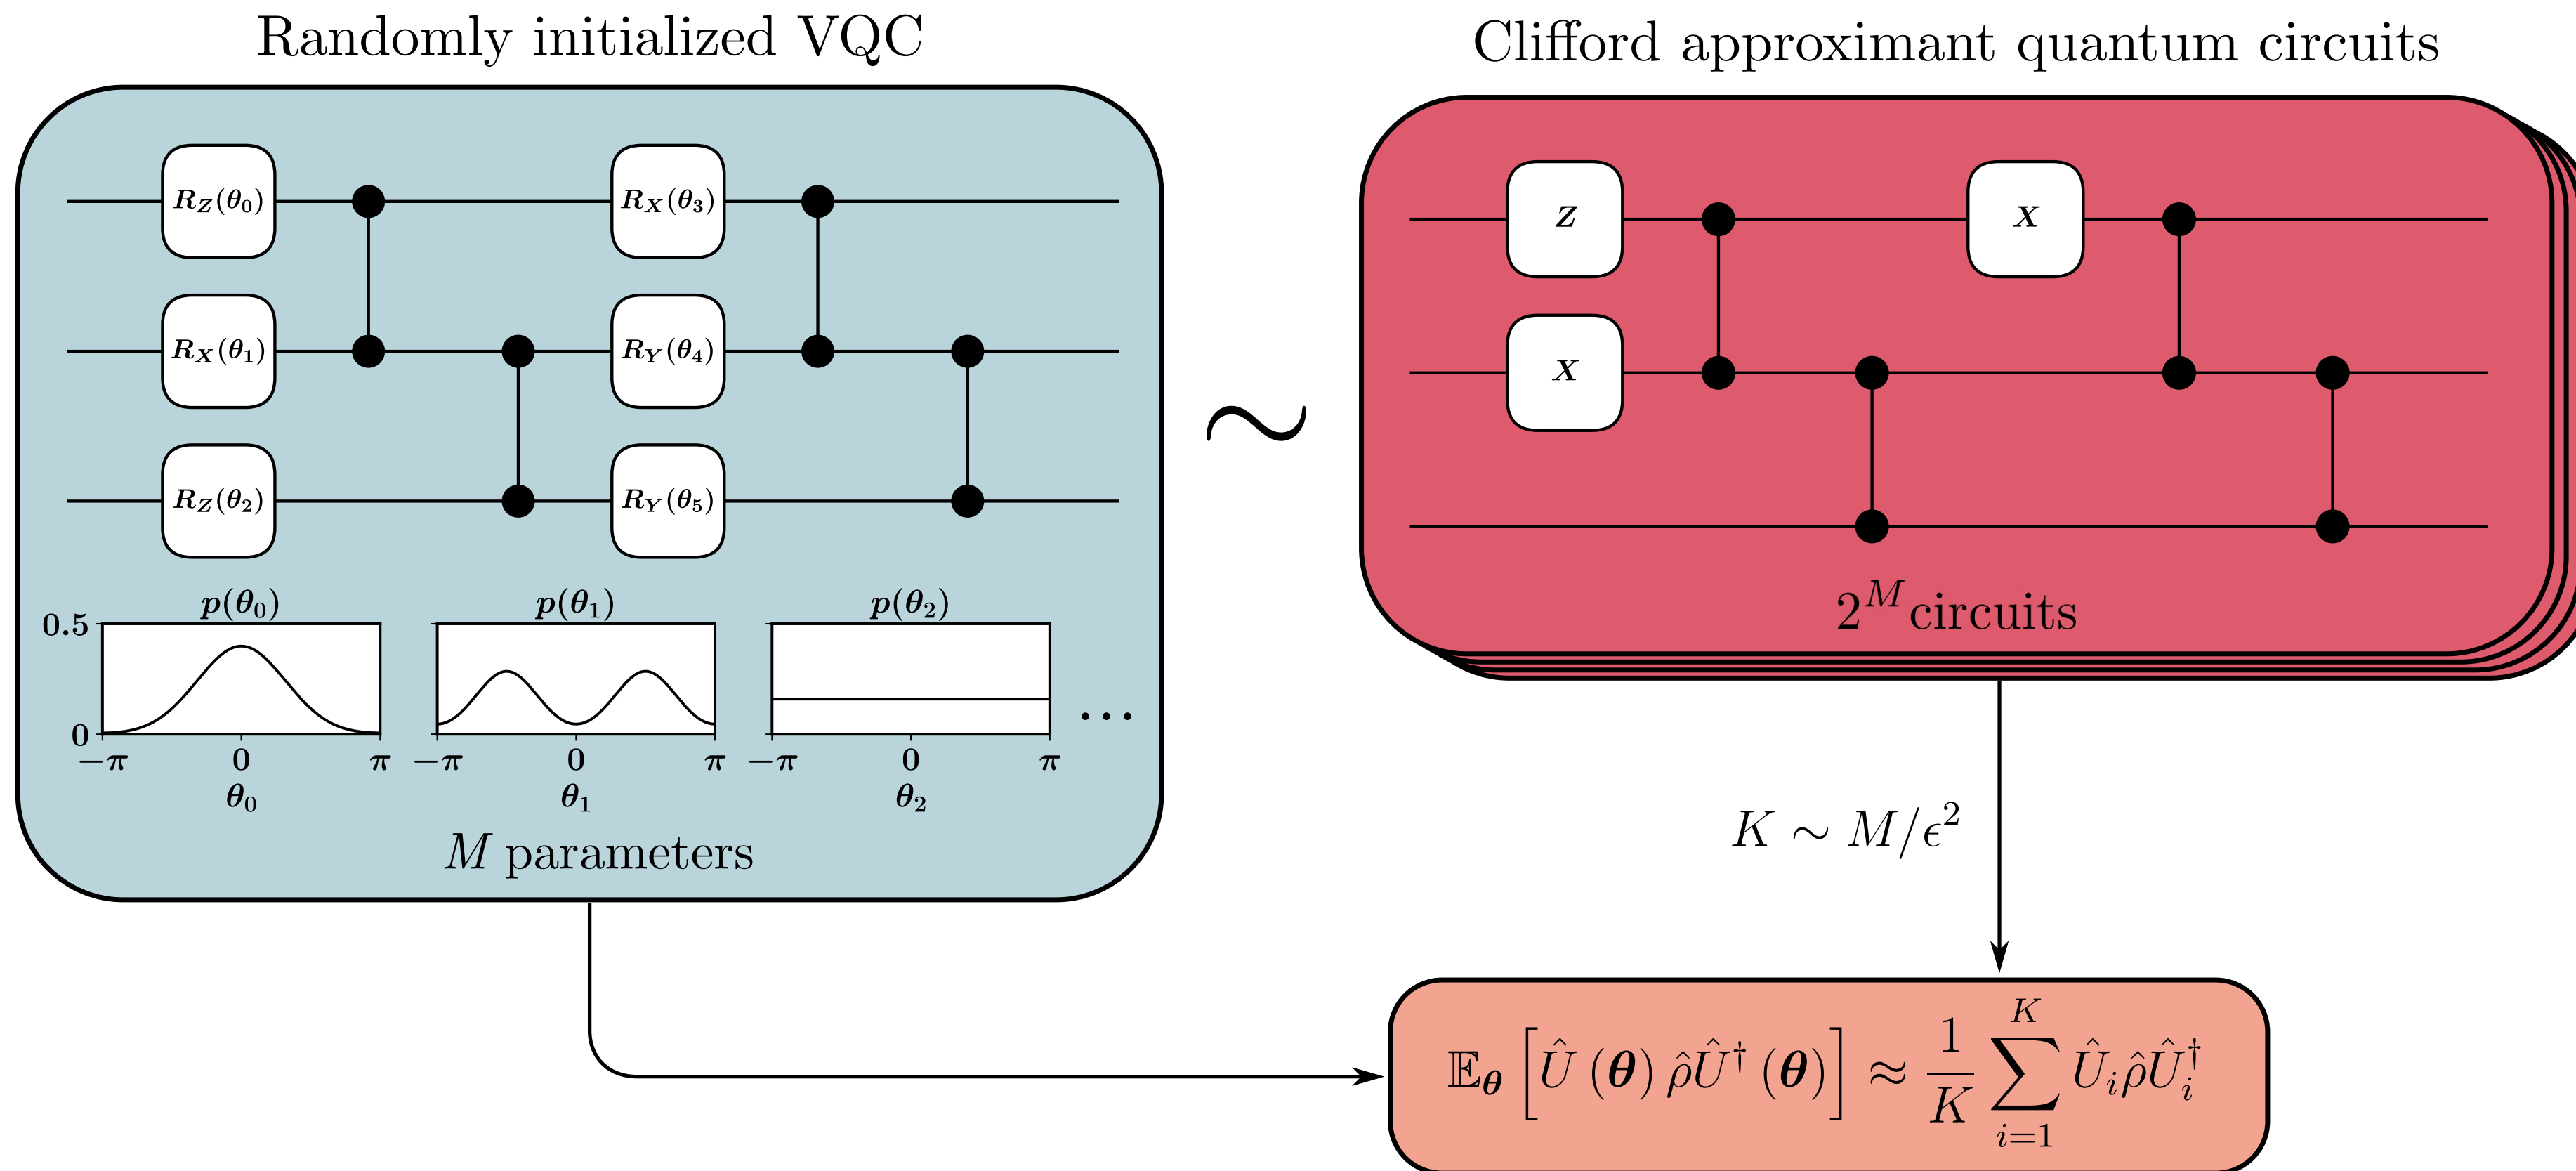 Randomly initialized VQC
R_Z(θ_0)
R_X(θ_3)
R_X(θ_1)
R_Y(θ_4)
R_Z(θ_2)
R_Y(θ_5)
p(θ_0)
p(θ_1)
p(θ_2)
0.5
0
−π 0 π
−π 0 π
−π 0 π
...
θ_0
θ_1
θ_2
M parameters
∼
Clifford approximant quantum circuits
Z
X
X
2^M circuits
K ∼ M/ϵ^2
𝔼_θ [Û (θ) ρ̂Û^† (θ)] ≈ 1/K ∑_{i=1}^{K} Û_i ρ̂Û_i^†